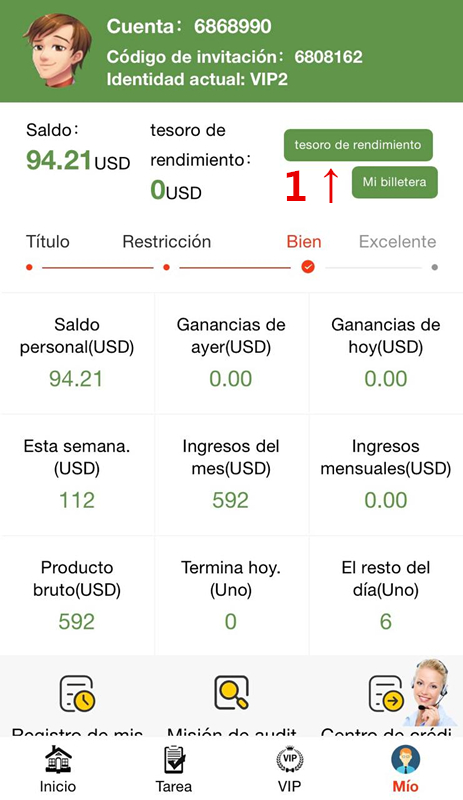 Cuenta: 6868990
Código de invitación: 6808162
Identidad actual: VIP2
Saldo:
94.21USD
tesoro de
rendimiento:
0USD
tesoro de rendimiento
1 ↑
Mi billetera
Título Restricción Bien Excelente
Saldo
personal(USD)
94.21
Ganancias de
ayer(USD)
0.00
Ganancias de
hoy(USD)
0.00
Esta semana.
(USD)
112
Ingresos del
mes(USD)
592
Ingresos
mensuales(USD)
0.00
Producto
bruto(USD)
592
Termina hoy.
(Uno)
0
El resto del
día(Uno)
6
Registro de mis
Misión de audit
Centro de crédi
VIP
Inicio Tarea VIP Mío